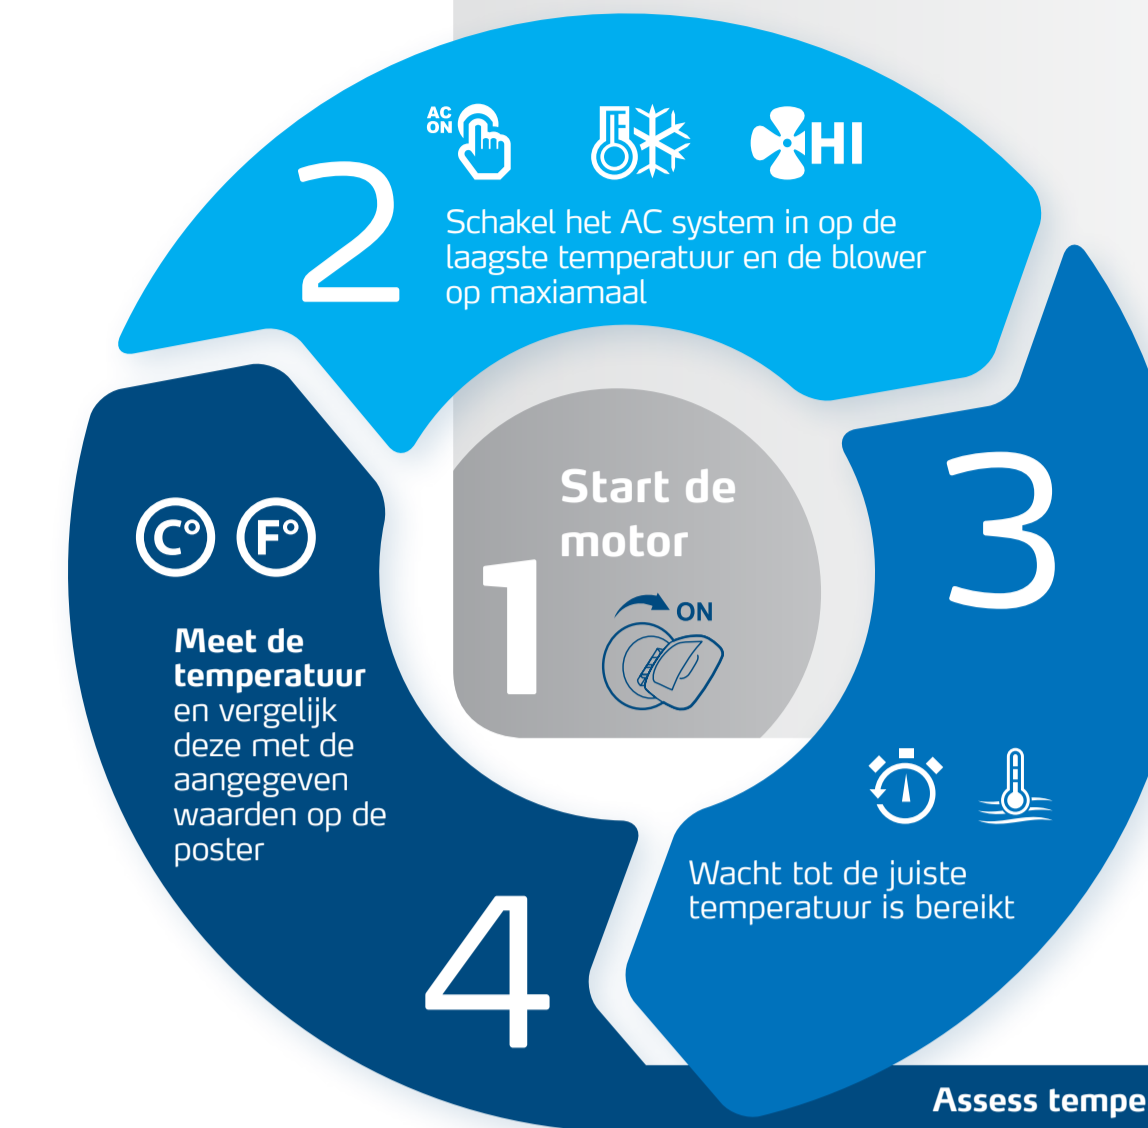 1
Start de
motor
ON
2
AC
ON
HI
Schakel het AC system in op de
laagste temperatuur en de blower
op maxiamaal
3
Wacht tot de juiste
temperatuur is bereikt
4
C°
F°
Meet de
temperatuur
en vergelijk
deze met de
aangegeven
waarden op de
poster
Assess tempe